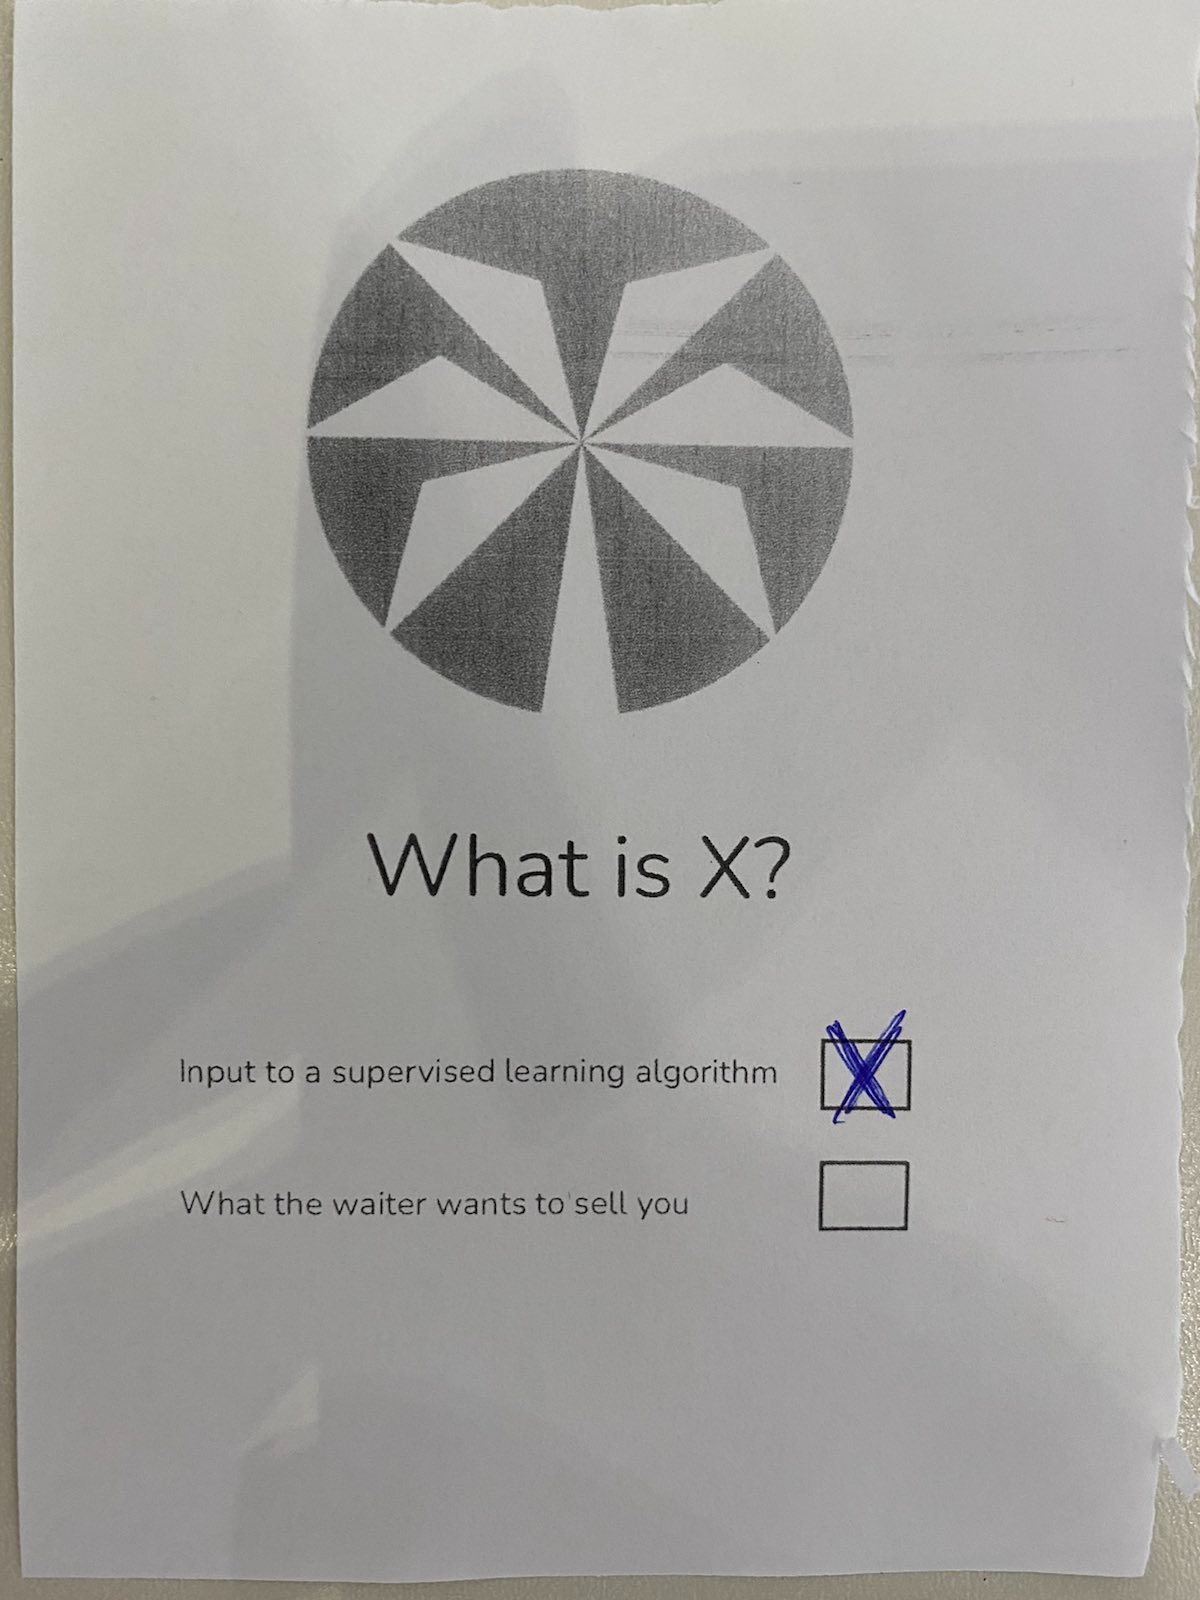 What is X?
Input to a supervised learning algorithm X
What the waiter wants to sell you